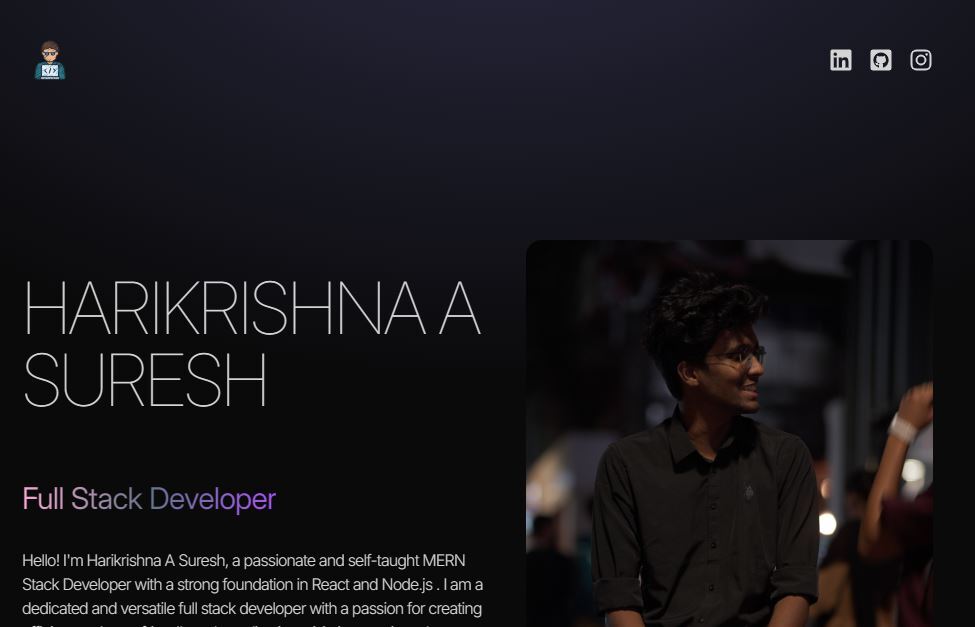 HARIKRISHNA A
SURESH
Full Stack Developer
Hello! I'm Harikrishna A Suresh, a passionate and self-taught MERN
Stack Developer with a strong foundation in React and Node.js . I am a
dedicated and versatile full stack developer with a passion for creating